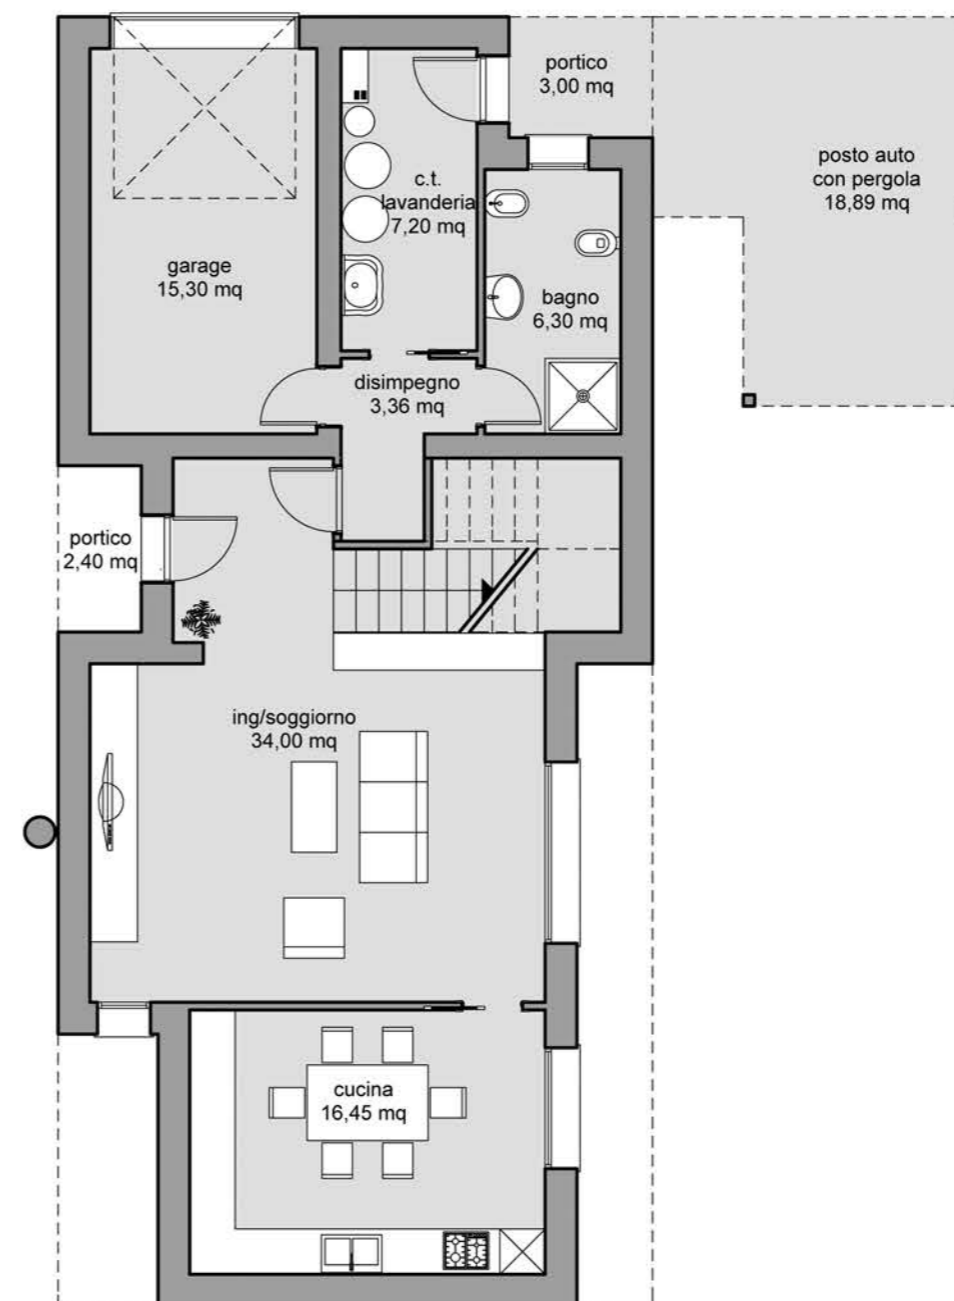 portico
3,00 mq
posto auto
con pergola
18,89 mq
c.t.
lavanderia
7,20 mq
garage
15,30 mq
bagno
6,30 mq
disimpegno
3,36 mq
portico
2,40 mq
ing/soggiorno
34,00 mq
cucina
16,45 mq